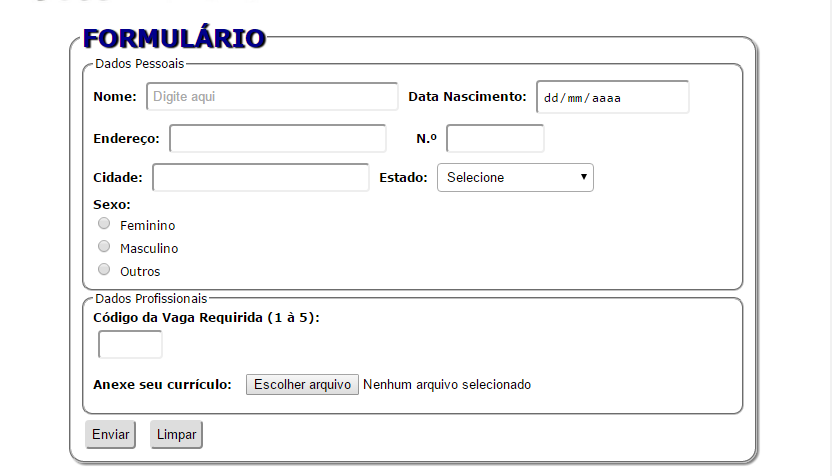 FORMULÁRIO
Dados Pessoais
Nome: Digite aqui Data Nascimento: dd/mm/aaaa
Endereço: N.º
Cidade: Estado: Selecione
Sexo:
Feminino
Masculino
Outros
Dados Profissionais
Código da Vaga Requirida (1 à 5):
Anexe seu currículo: Escolher arquivo Nenhum arquivo selecionado
Enviar Limpar